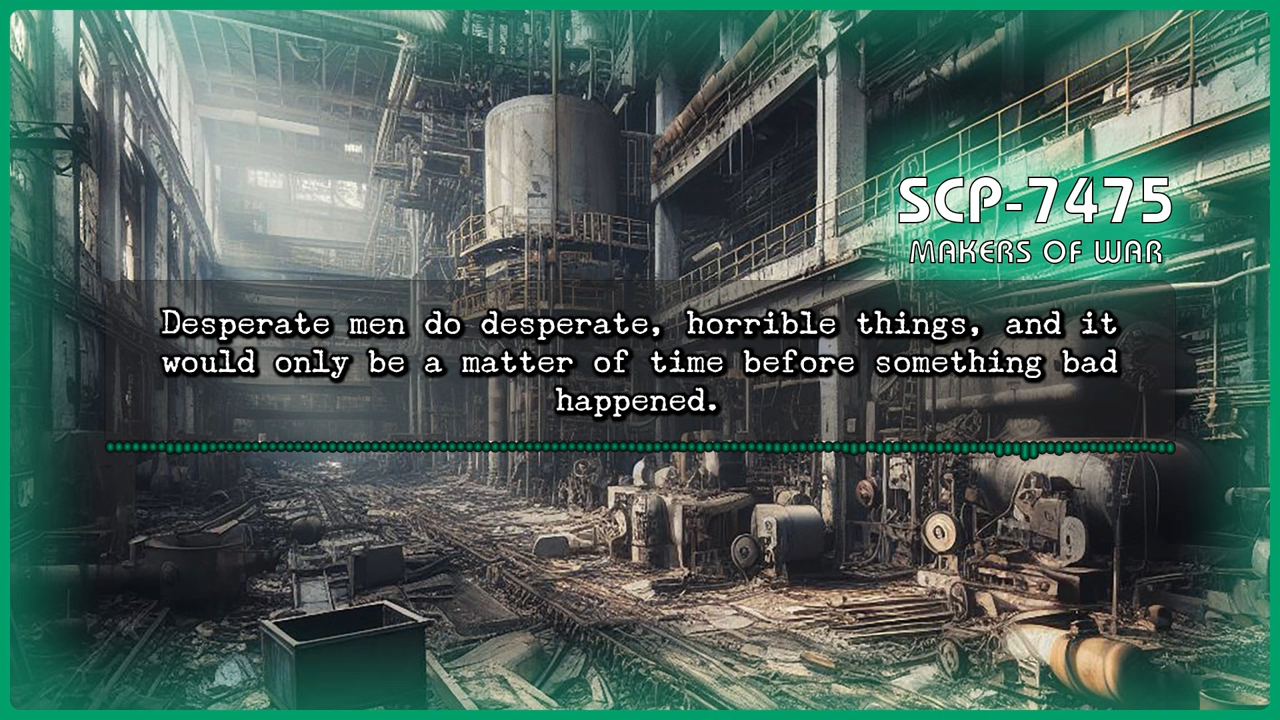 SCP-7475
MAKERS OF WAR
Desperate men do desperate, horrible things, and it
would only be a matter of time before something bad
happened.